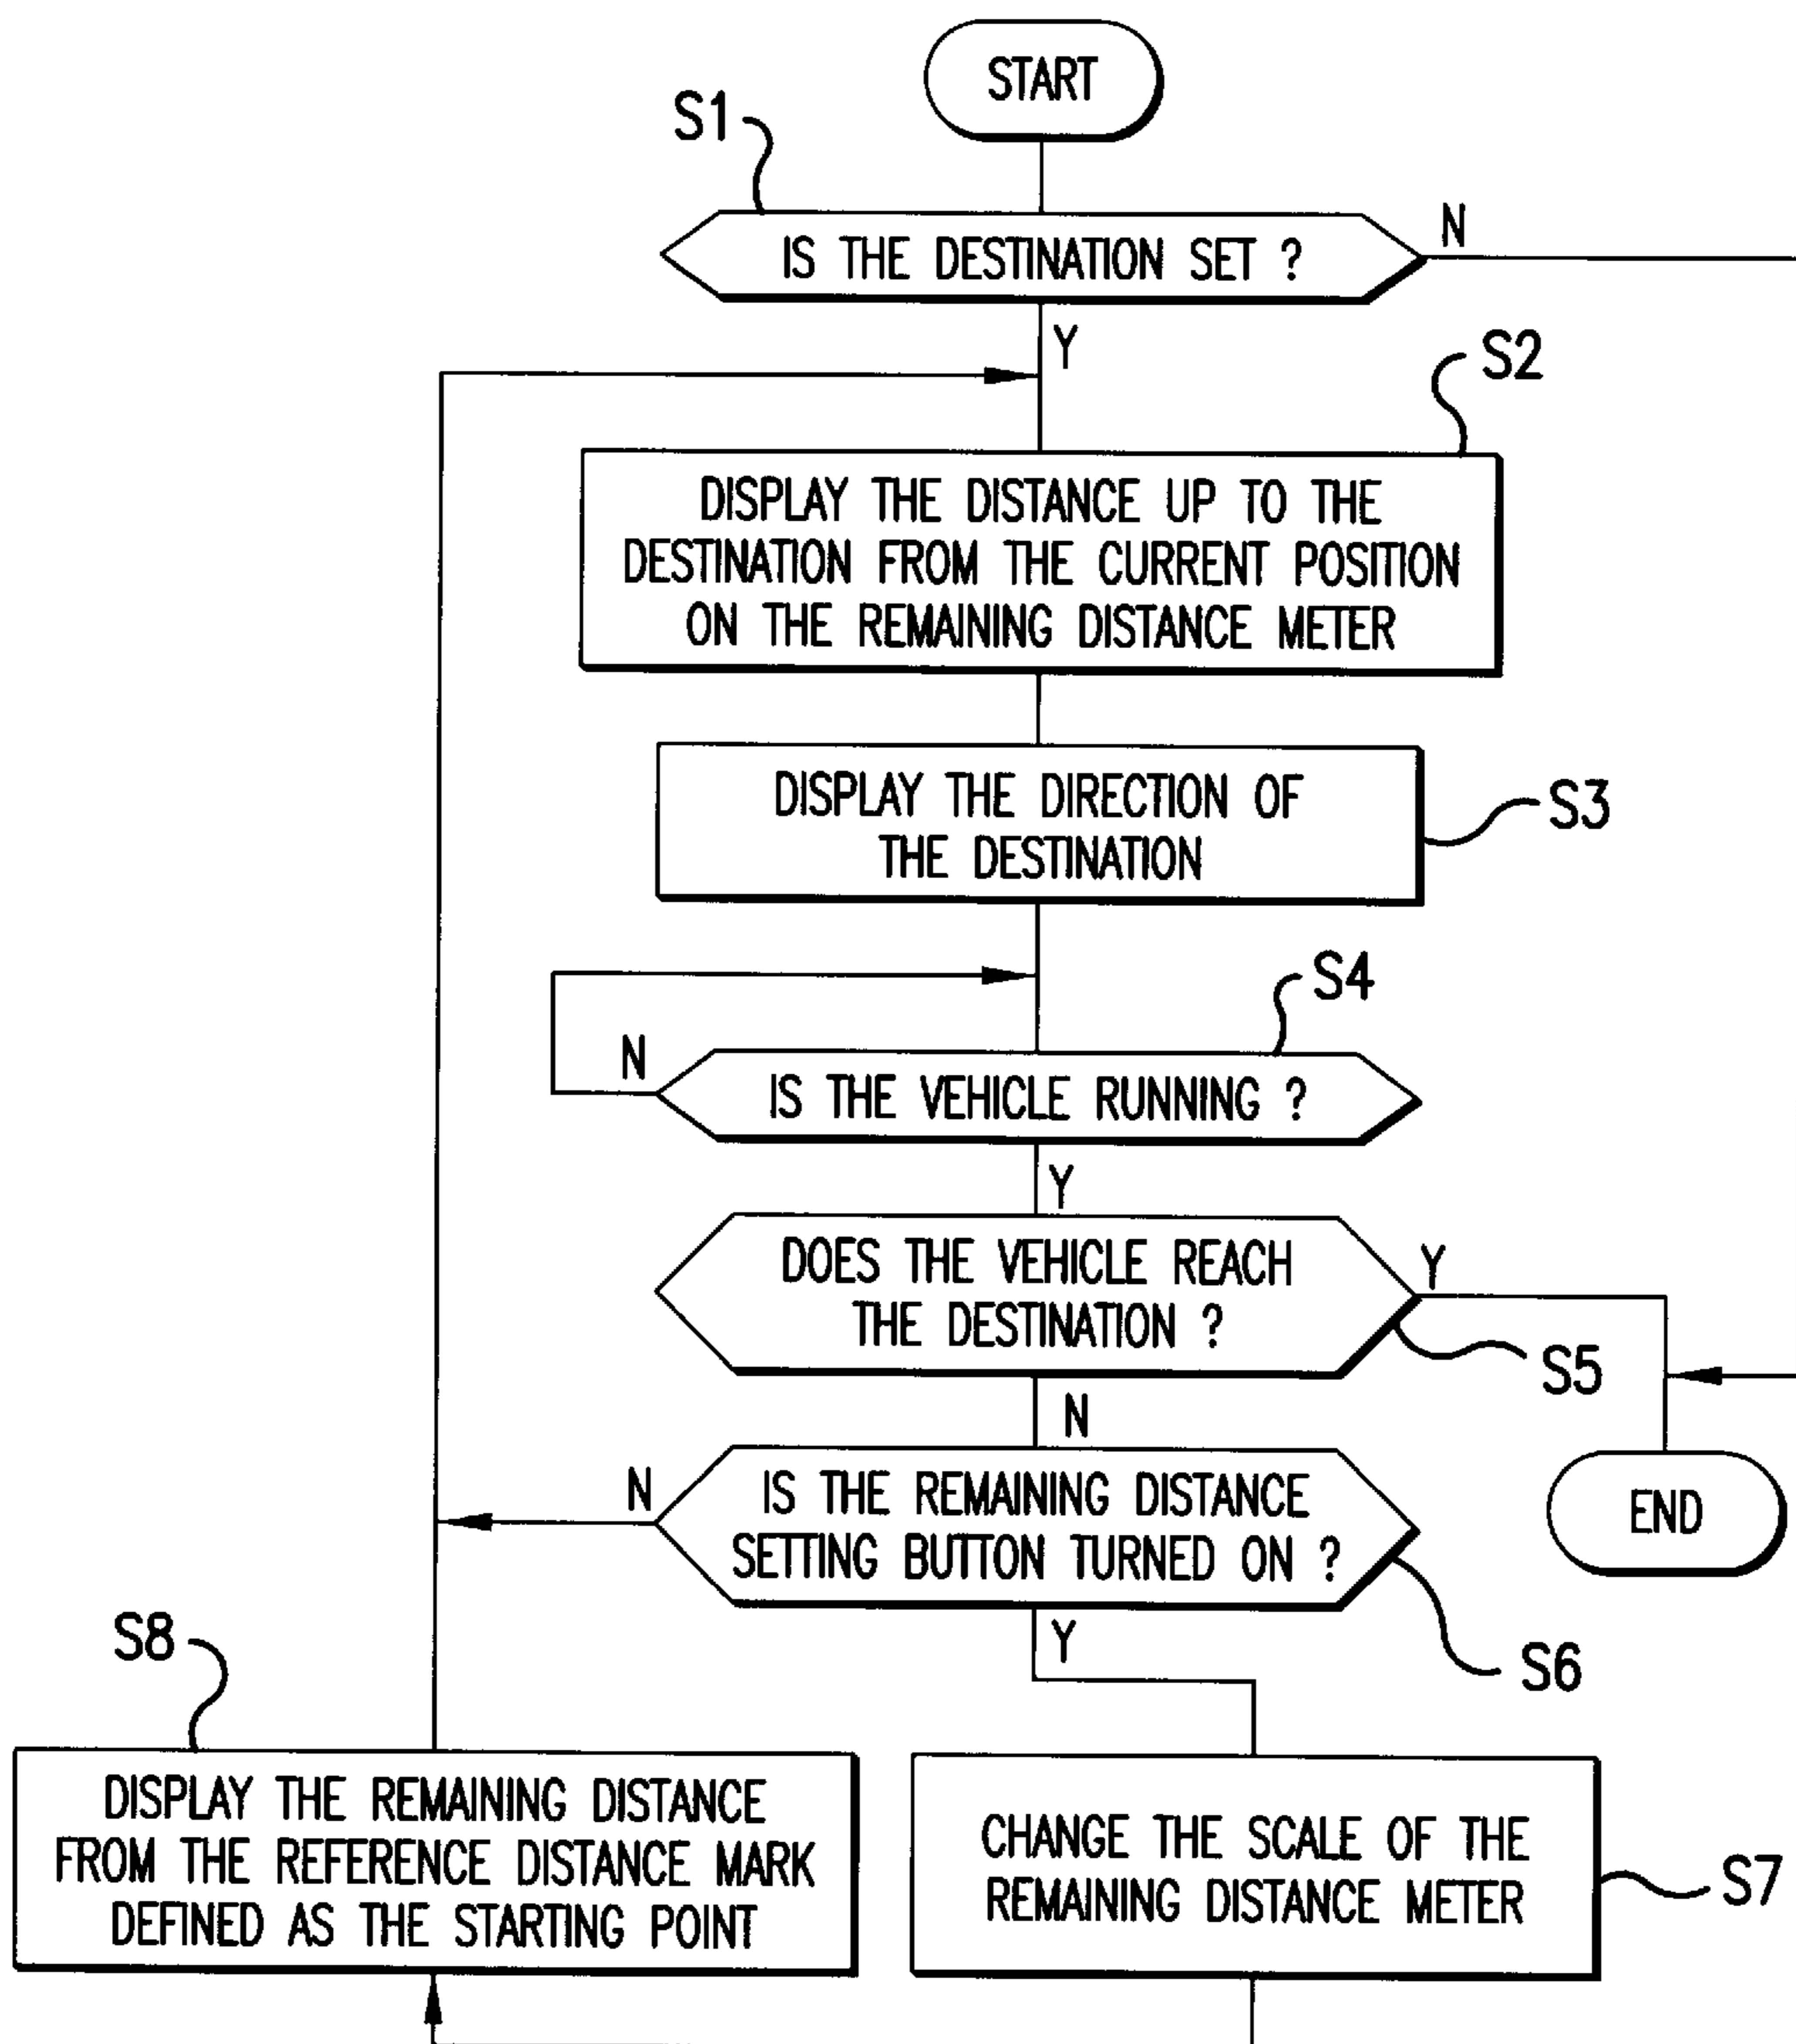 START
S1
IS THE DESTINATION SET ?
N
Y
S2
DISPLAY THE DISTANCE UP TO THE
DESTINATION FROM THE CURRENT POSITION
ON THE REMAINING DISTANCE METER
DISPLAY THE DIRECTION OF
THE DESTINATION
S3
S4
N
IS THE VEHICLE RUNNING ?
Y
DOES THE VEHICLE REACH
THE DESTINATION ?
Y
S5
N
N
IS THE REMAINING DISTANCE
SETTING BUTTON TURNED ON ?
END
Y
S6
S8
DISPLAY THE REMAINING DISTANCE
FROM THE REFERENCE DISTANCE MARK
DEFINED AS THE STARTING POINT
CHANGE THE SCALE OF THE
REMAINING DISTANCE METER
S7